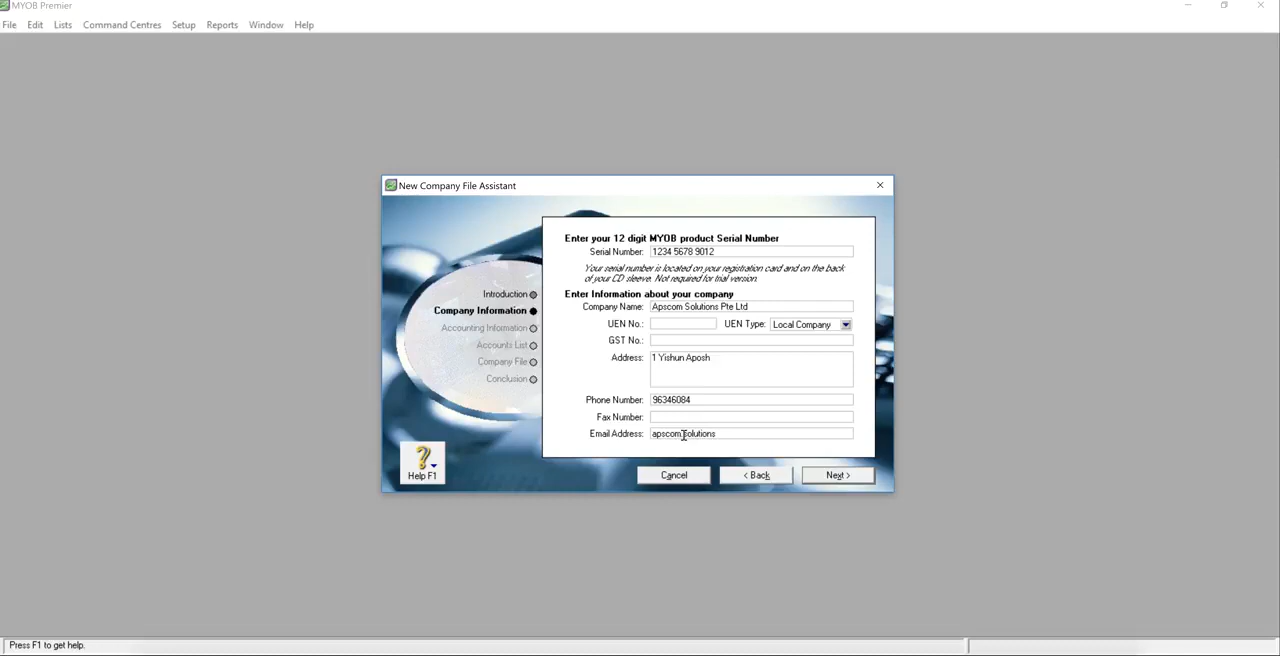 MYOB Premier
File Edit Lists Command Centres Setup Reports Window Help
New Company File Assistant
Introduction
Company Information
Accounting Information
Accounts List
Company File
Conclusion
Help F1
Enter your 12 digit MYOB product Serial Number
Serial Number: 1234 5678 9012
Your serial number is located on your registration card and on the back
of your CD sleeve. Not required for trial version.
Enter Information about your company
Company Name: Apscom Solutions Pte Ltd
UEN No.: UEN Type: Local Company
GST No.:
Address: 1 Yishun Aposh
Phone Number: 96346084
Fax Number:
Email Address: apscomsolutions
Cancel < Back Next >
Press F1 to get help.